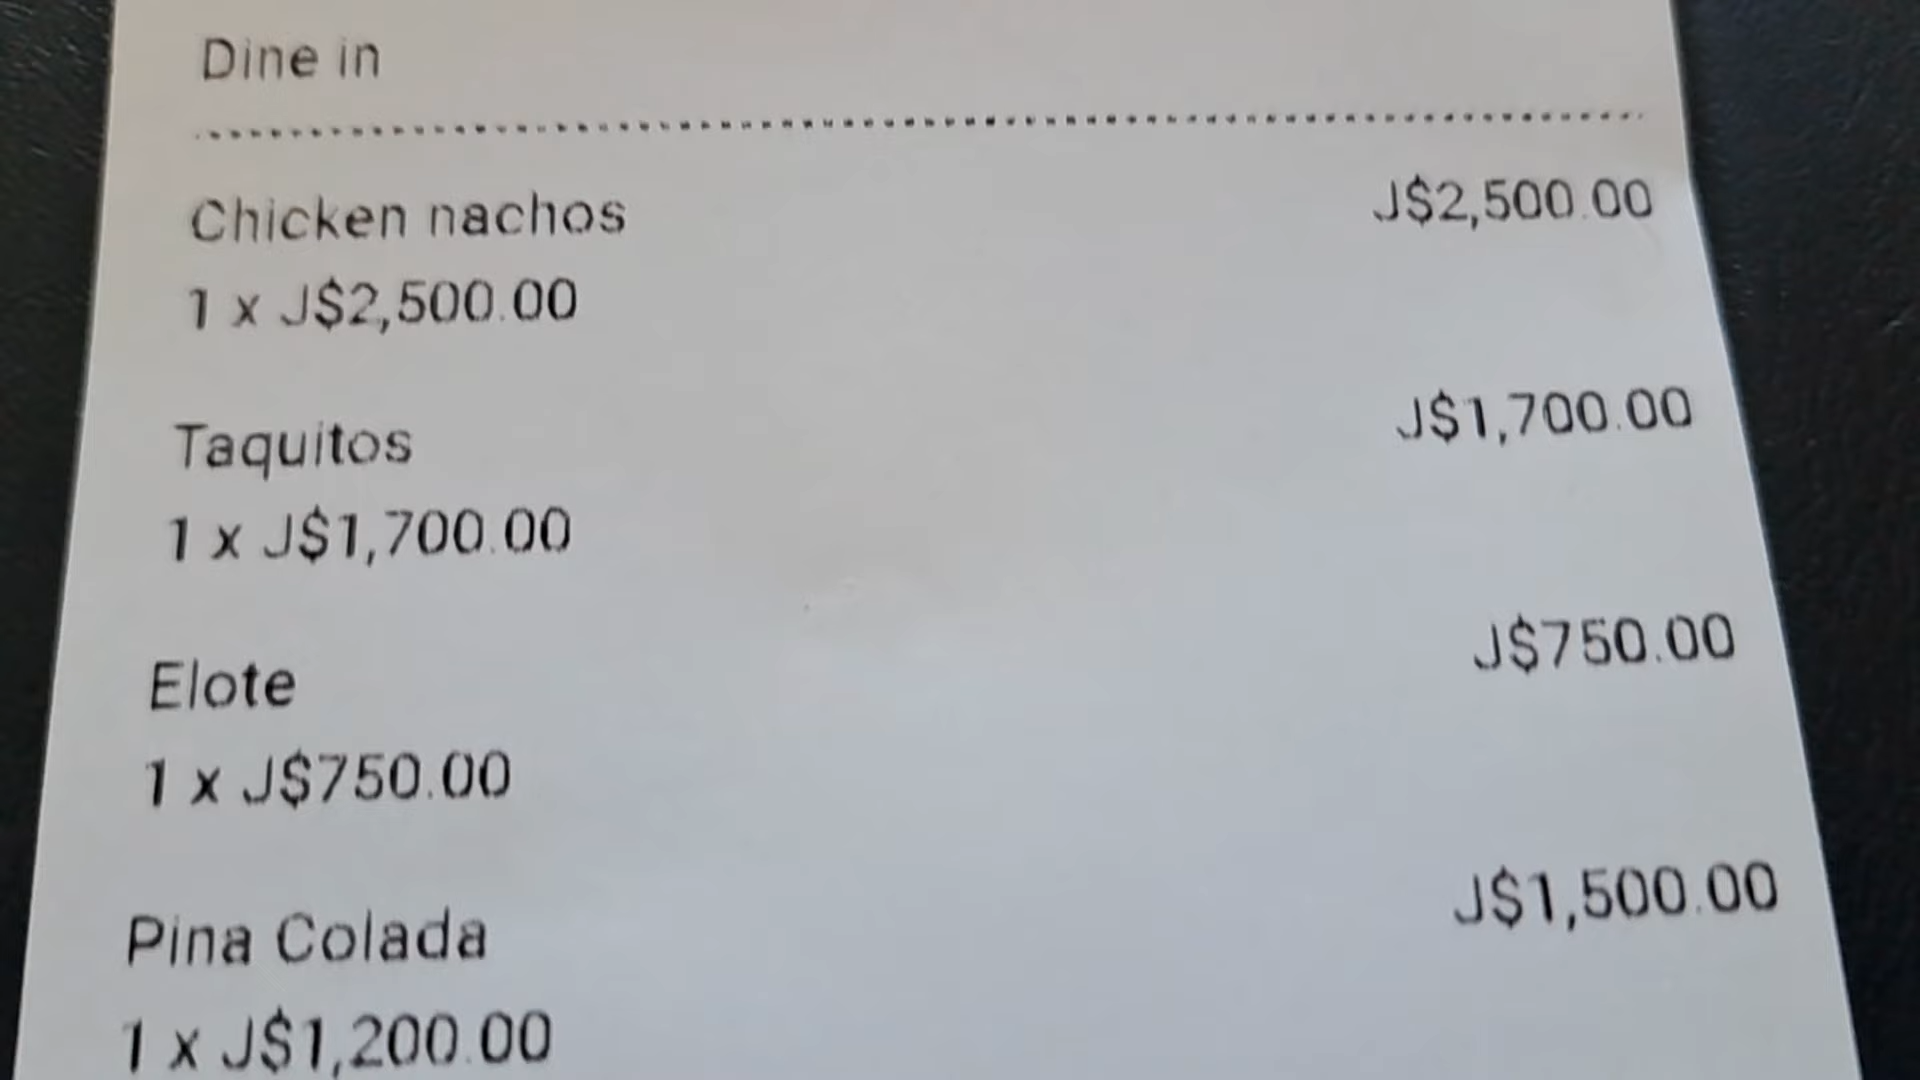 Dine in
Chicken nachos J$2,500.00
1 x J$2,500.00
Taquitos J$1,700.00
1 x J$1,700.00
Elote J$750.00
1 x J$750.00
Pina Colada J$1,500.00
1 x J$1,200.00